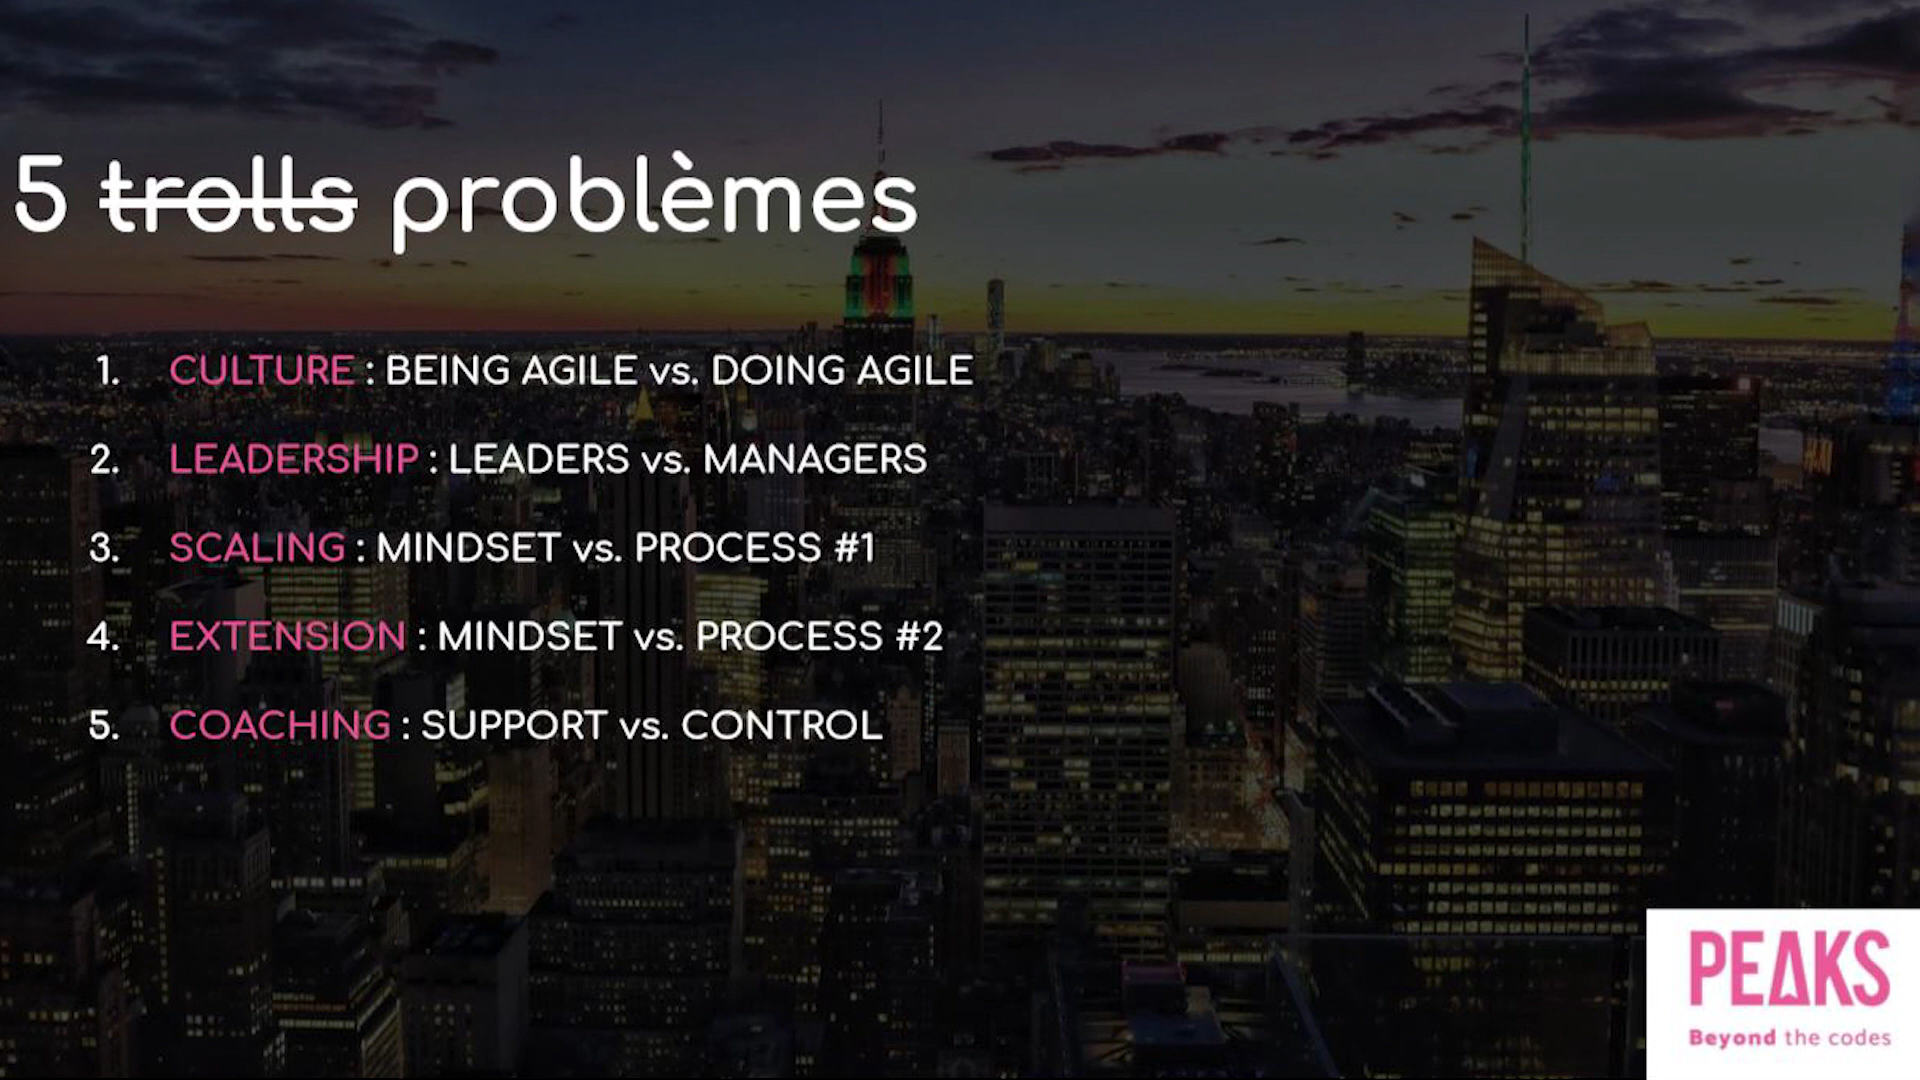 5 trolls problèmes
1. CULTURE : BEING AGILE vs. DOING AGILE
2. LEADERSHIP : LEADERS vs. MANAGERS
3. SCALING : MINDSET vs. PROCESS #1
4. EXTENSION : MINDSET vs. PROCESS #2
5. COACHING : SUPPORT vs. CONTROL
PEAKS
Beyond the codes